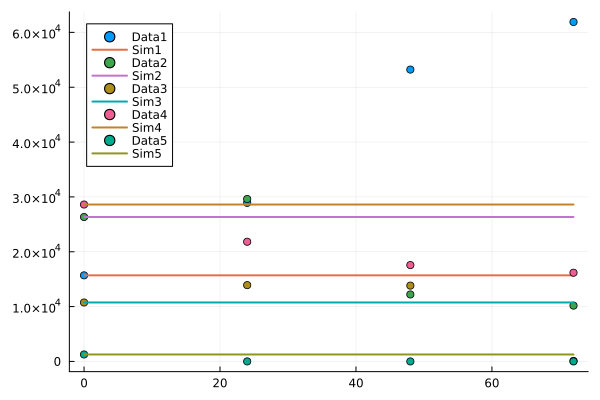 6.0×10⁴
5.0×10⁴
4.0×10⁴
3.0×10⁴
2.0×10⁴
1.0×10⁴
0
Data1
Sim1
Data2
Sim2
Data3
Sim3
Data4
Sim4
Data5
Sim5
0 20 40 60